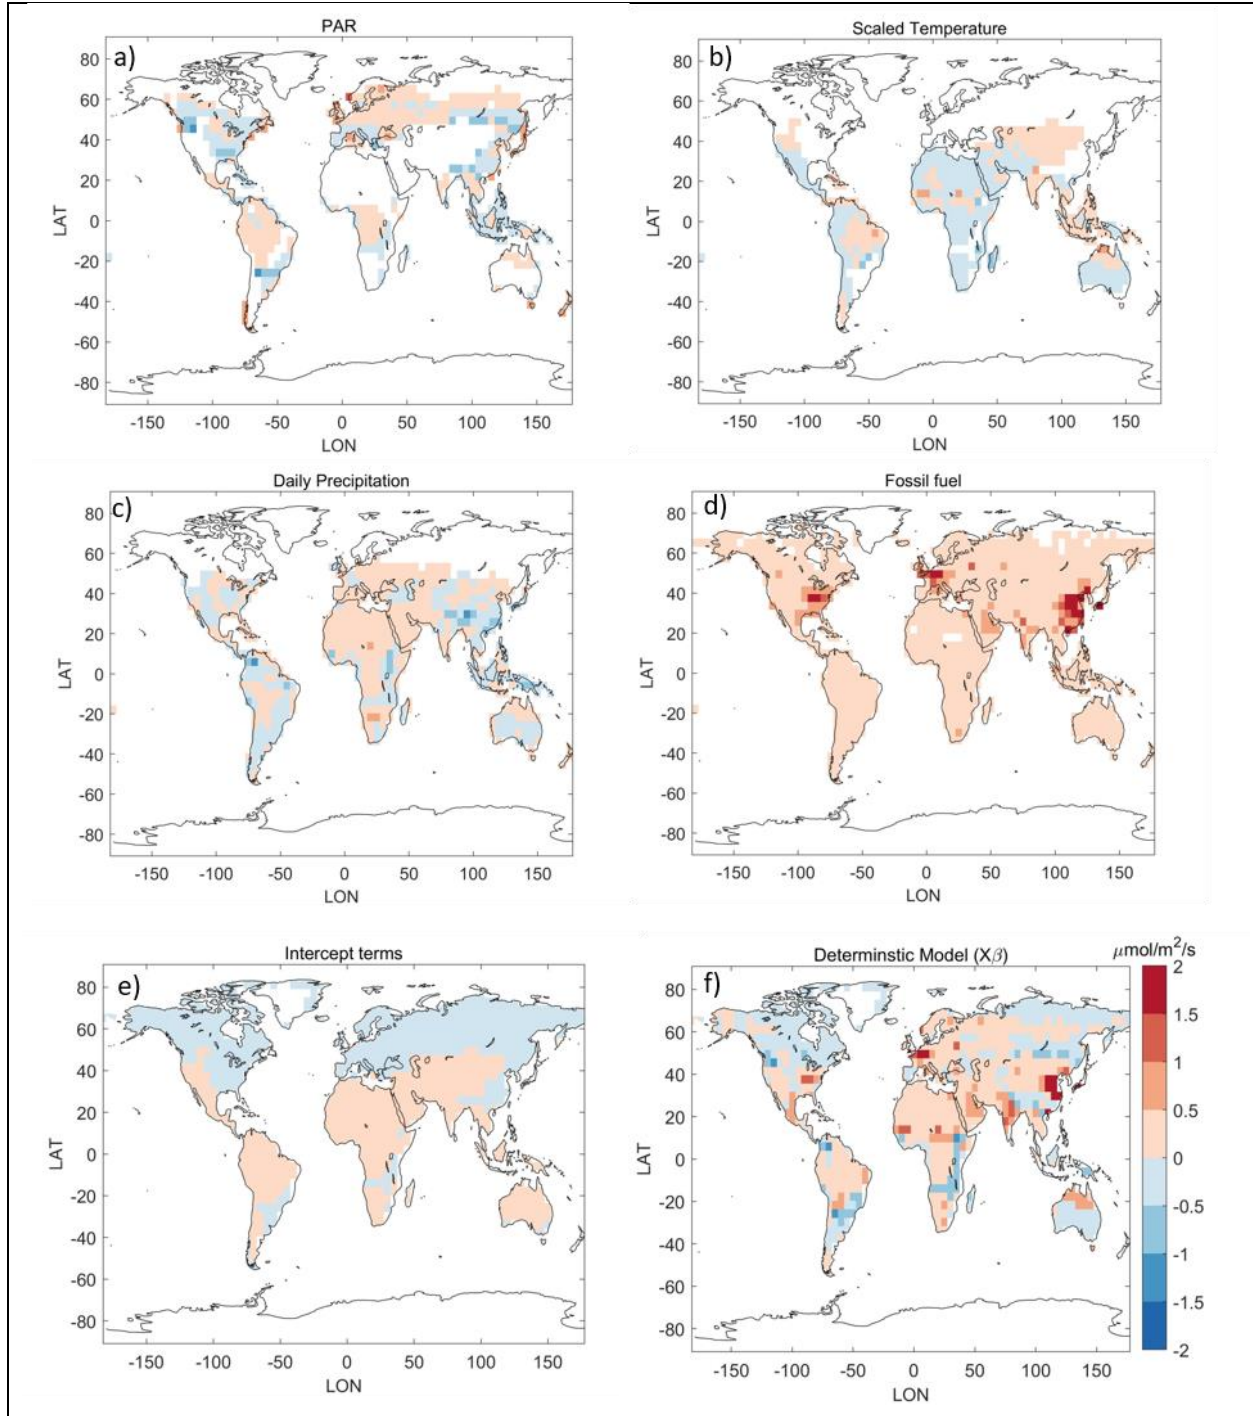 PAR
a)
80
60
40
20
0
-20
-40
-60
-80
LAT
-150 -100 -50 0 50 100 150
LON
Scaled Temperature
b)
80
60
40
20
0
-20
-40
-60
-80
LAT
-150 -100 -50 0 50 100 150
LON
Daily Precipitation
c)
80
60
40
20
0
-20
-40
-60
-80
LAT
-150 -100 -50 0 50 100 150
LON
Fossil fuel
d)
80
60
40
20
0
-20
-40
-60
-80
LAT
-150 -100 -50 0 50 100 150
LON
Intercept terms
e)
80
60
40
20
0
-20
-40
-60
-80
LAT
-150 -100 -50 0 50 100 150
LON
Determinstic Model (Xβ)
f)
80
60
40
20
0
-20
-40
-60
-80
LAT
-150 -100 -50 0 50 100 150
LON
μmol/m²/s
2
1.5
1
0.5
0
-0.5
-1
-1.5
-2